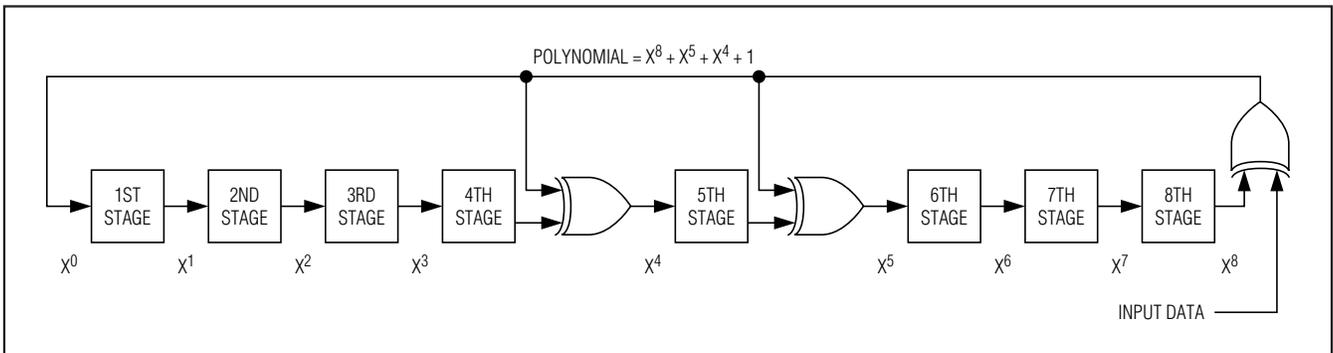 POLYNOMIAL = X⁸ + X⁵ + X⁴ + 1
1ST
STAGE
2ND
STAGE
3RD
STAGE
4TH
STAGE
5TH
STAGE
6TH
STAGE
7TH
STAGE
8TH
STAGE
X⁰
X¹
X²
X³
X⁴
X⁵
X⁶
X⁷
X⁸
INPUT DATA